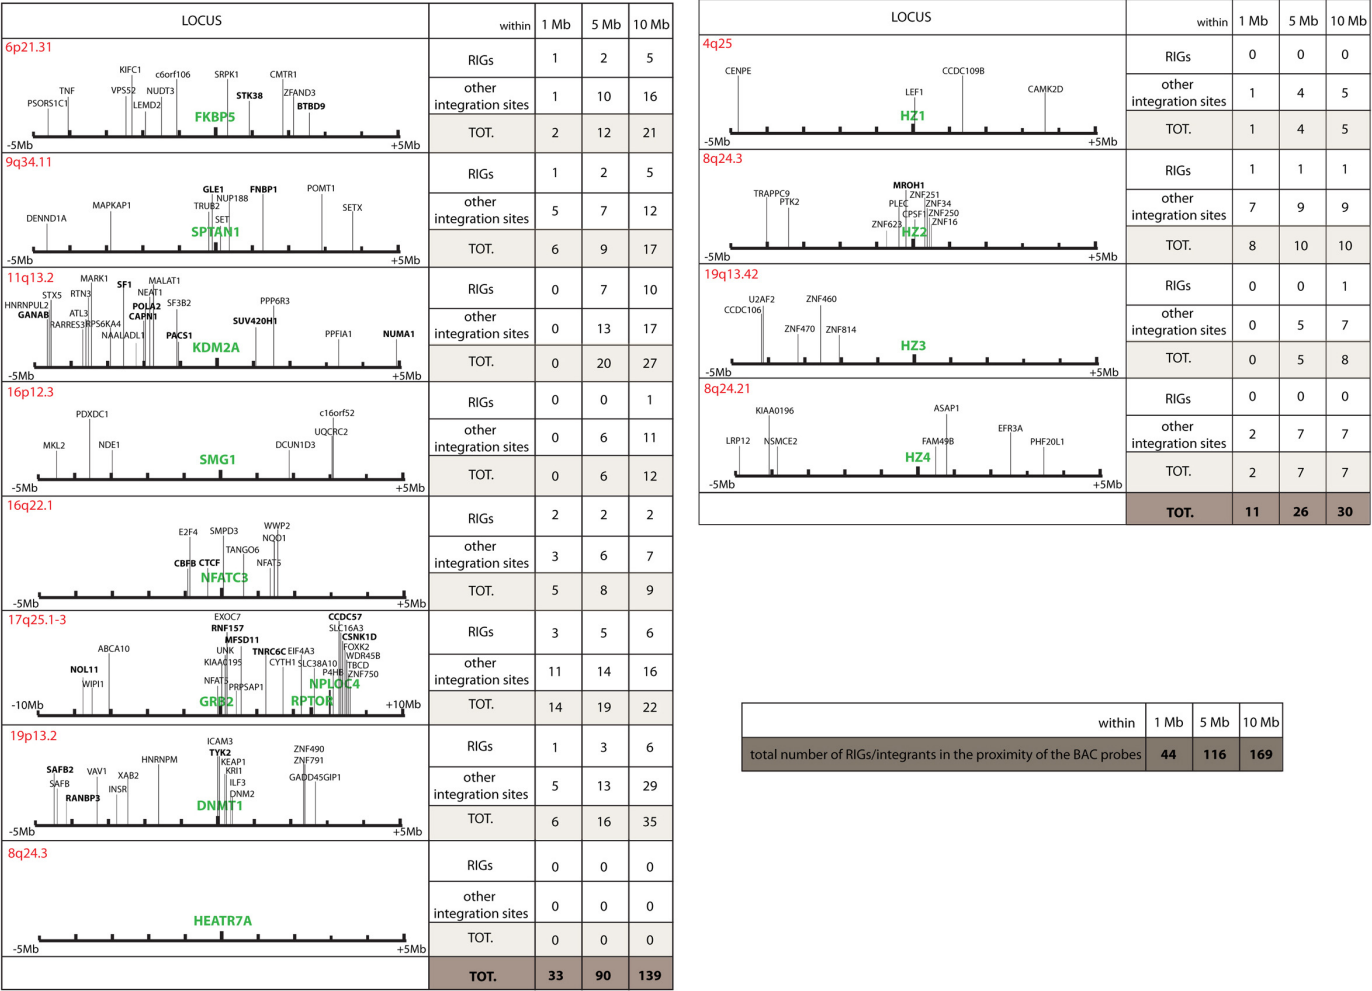 LOCUS within 1 Mb 5 Mb 10 Mb
6p21.31
RIGs 1 2 5
other
integration sites 1 10 16
TOT. 2 12 21
KIFC1 c6orf106 SRPK1 CMTR1
TNF VPS52 NUDT3 STK38 ZFAND3
PSORS1C1 LEMD2 BTBD9
FKBP5
-5Mb +5Mb
9q34.11
RIGs 1 2 5
other
integration sites 5 7 12
TOT. 6 9 17
GLE1 FNBP1 POMT1
NUP188
MAPKAP1 TRUB2 SETX
DENND1A SET
SPTAN1
-5Mb +5Mb
11q13.2
RIGs 0 7 10
other
integration sites 0 13 17
TOT. 0 20 27
MARK1 SF1 MALAT1
STX5 RTN3 NEAT1
HNRNPUL2 POLA2 SF3B2 PPP6R3
GANAB ATL3 CAPN1
RARRES3 RPS6KA4 SUV420H1
NAALADL1 PACS1 PPFIA1 NUMA1
KDM2A
-5Mb +5Mb
16p12.3
RIGs 0 0 1
other
integration sites 0 6 11
TOT. 0 6 12
PDXDC1 c16orf52
UQCRC2
MKL2 NDE1 DCUN1D3
SMG1
-5Mb +5Mb
16q22.1
RIGs 2 2 2
other
integration sites 3 6 7
TOT. 5 8 9
E2F4 SMPD3 WWP2
NQO1
TANGO6
CBFB CTCF NFAT5
NFATC3
-5Mb +5Mb
17q25.1-3
RIGs 3 5 6
other
integration sites 11 14 16
TOT. 14 19 22
EXOC7 CCDC57
RNF157 SLC16A3
MFSD11 CSNK1D
ABCA10 UNK TNRC6C EIF4A3 FOXK2
WDR45B
NOL11 KIAA0195 CYTH1 SLC38A10 TBCD
P4HB ZNF750
WIPI1 NFAT5 PRPSAP1
NPLOC4
GRB2 RPTOR
-10Mb +10Mb
19p13.2
RIGs 1 3 6
other
integration sites 5 13 29
TOT. 6 16 35
ICAM3
TYK2 ZNF490
HNRNPM KEAP1 ZNF791
SAFB2 VAV1 XAB2 KRI1
SAFB INSR ILF3 GADD45GIP1
RANBP3 DNM2
DNMT1
-5Mb +5Mb
8q24.3
RIGs 0 0 0
other
integration sites 0 0 0
TOT. 0 0 0
HEATR7A
-5Mb +5Mb
TOT. 33 90 139
LOCUS within 1 Mb 5 Mb 10 Mb
4q25
RIGs 0 0 0
other
integration sites 1 4 5
TOT. 1 4 5
CENPE CCDC109B
LEF1 CAMK2D
HZ1
-5Mb +5Mb
8q24.3
RIGs 1 1 1
other
integration sites 7 9 9
TOT. 8 10 10
MROH1
TRAPPC9 ZNF251
PTK2 PLEC ZNF34
CPSF1 ZNF250
ZNF623 ZNF16
HZ2
-5Mb +5Mb
19q13.42
RIGs 0 0 1
other
integration sites 0 5 7
TOT. 0 5 8
U2AF2 ZNF460
CCDC106
ZNF470 ZNF814
HZ3
-5Mb +5Mb
8q24.21
RIGs 0 0 0
other
integration sites 2 7 7
TOT. 2 7 7
KIAA0196 ASAP1
EFR3A
LRP12 NSMCE2 FAM49B PHF20L1
HZ4
-5Mb +5Mb
TOT. 11 26 30
within 1 Mb 5 Mb 10 Mb
total number of RIGs/integrants in the proximity of the BAC probes 44 116 169